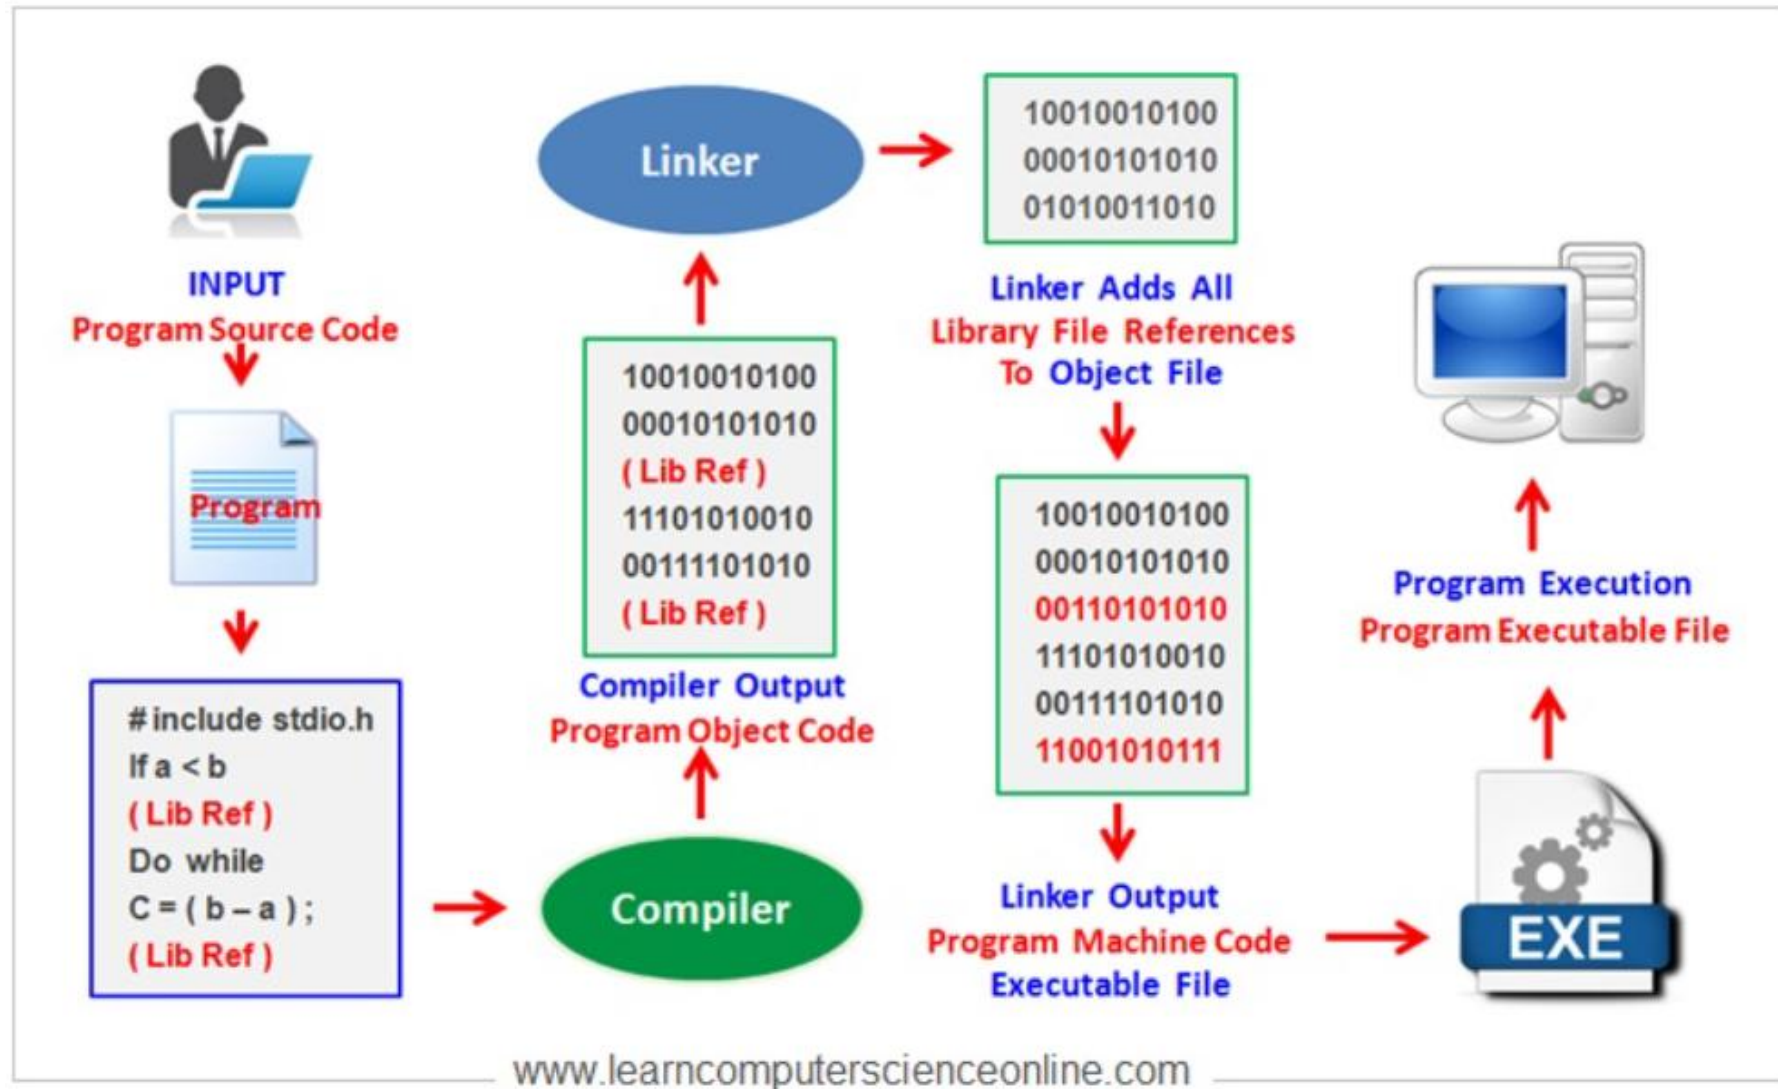 INPUT
Program Source Code
Program
# include stdio.h
If a < b
( Lib Ref )
Do while
C = ( b – a ) ;
( Lib Ref )
Compiler
10010010100
00010101010
( Lib Ref )
11101010010
00111101010
( Lib Ref )
Compiler Output
Program Object Code
Linker
10010010100
00010101010
01010011010
Linker Adds All
Library File References
To Object File
10010010100
00010101010
00110101010
11101010010
00111101010
11001010111
Linker Output
Program Machine Code
Executable File
EXE
Program Execution
Program Executable File
www.learncomputerscienceonline.com